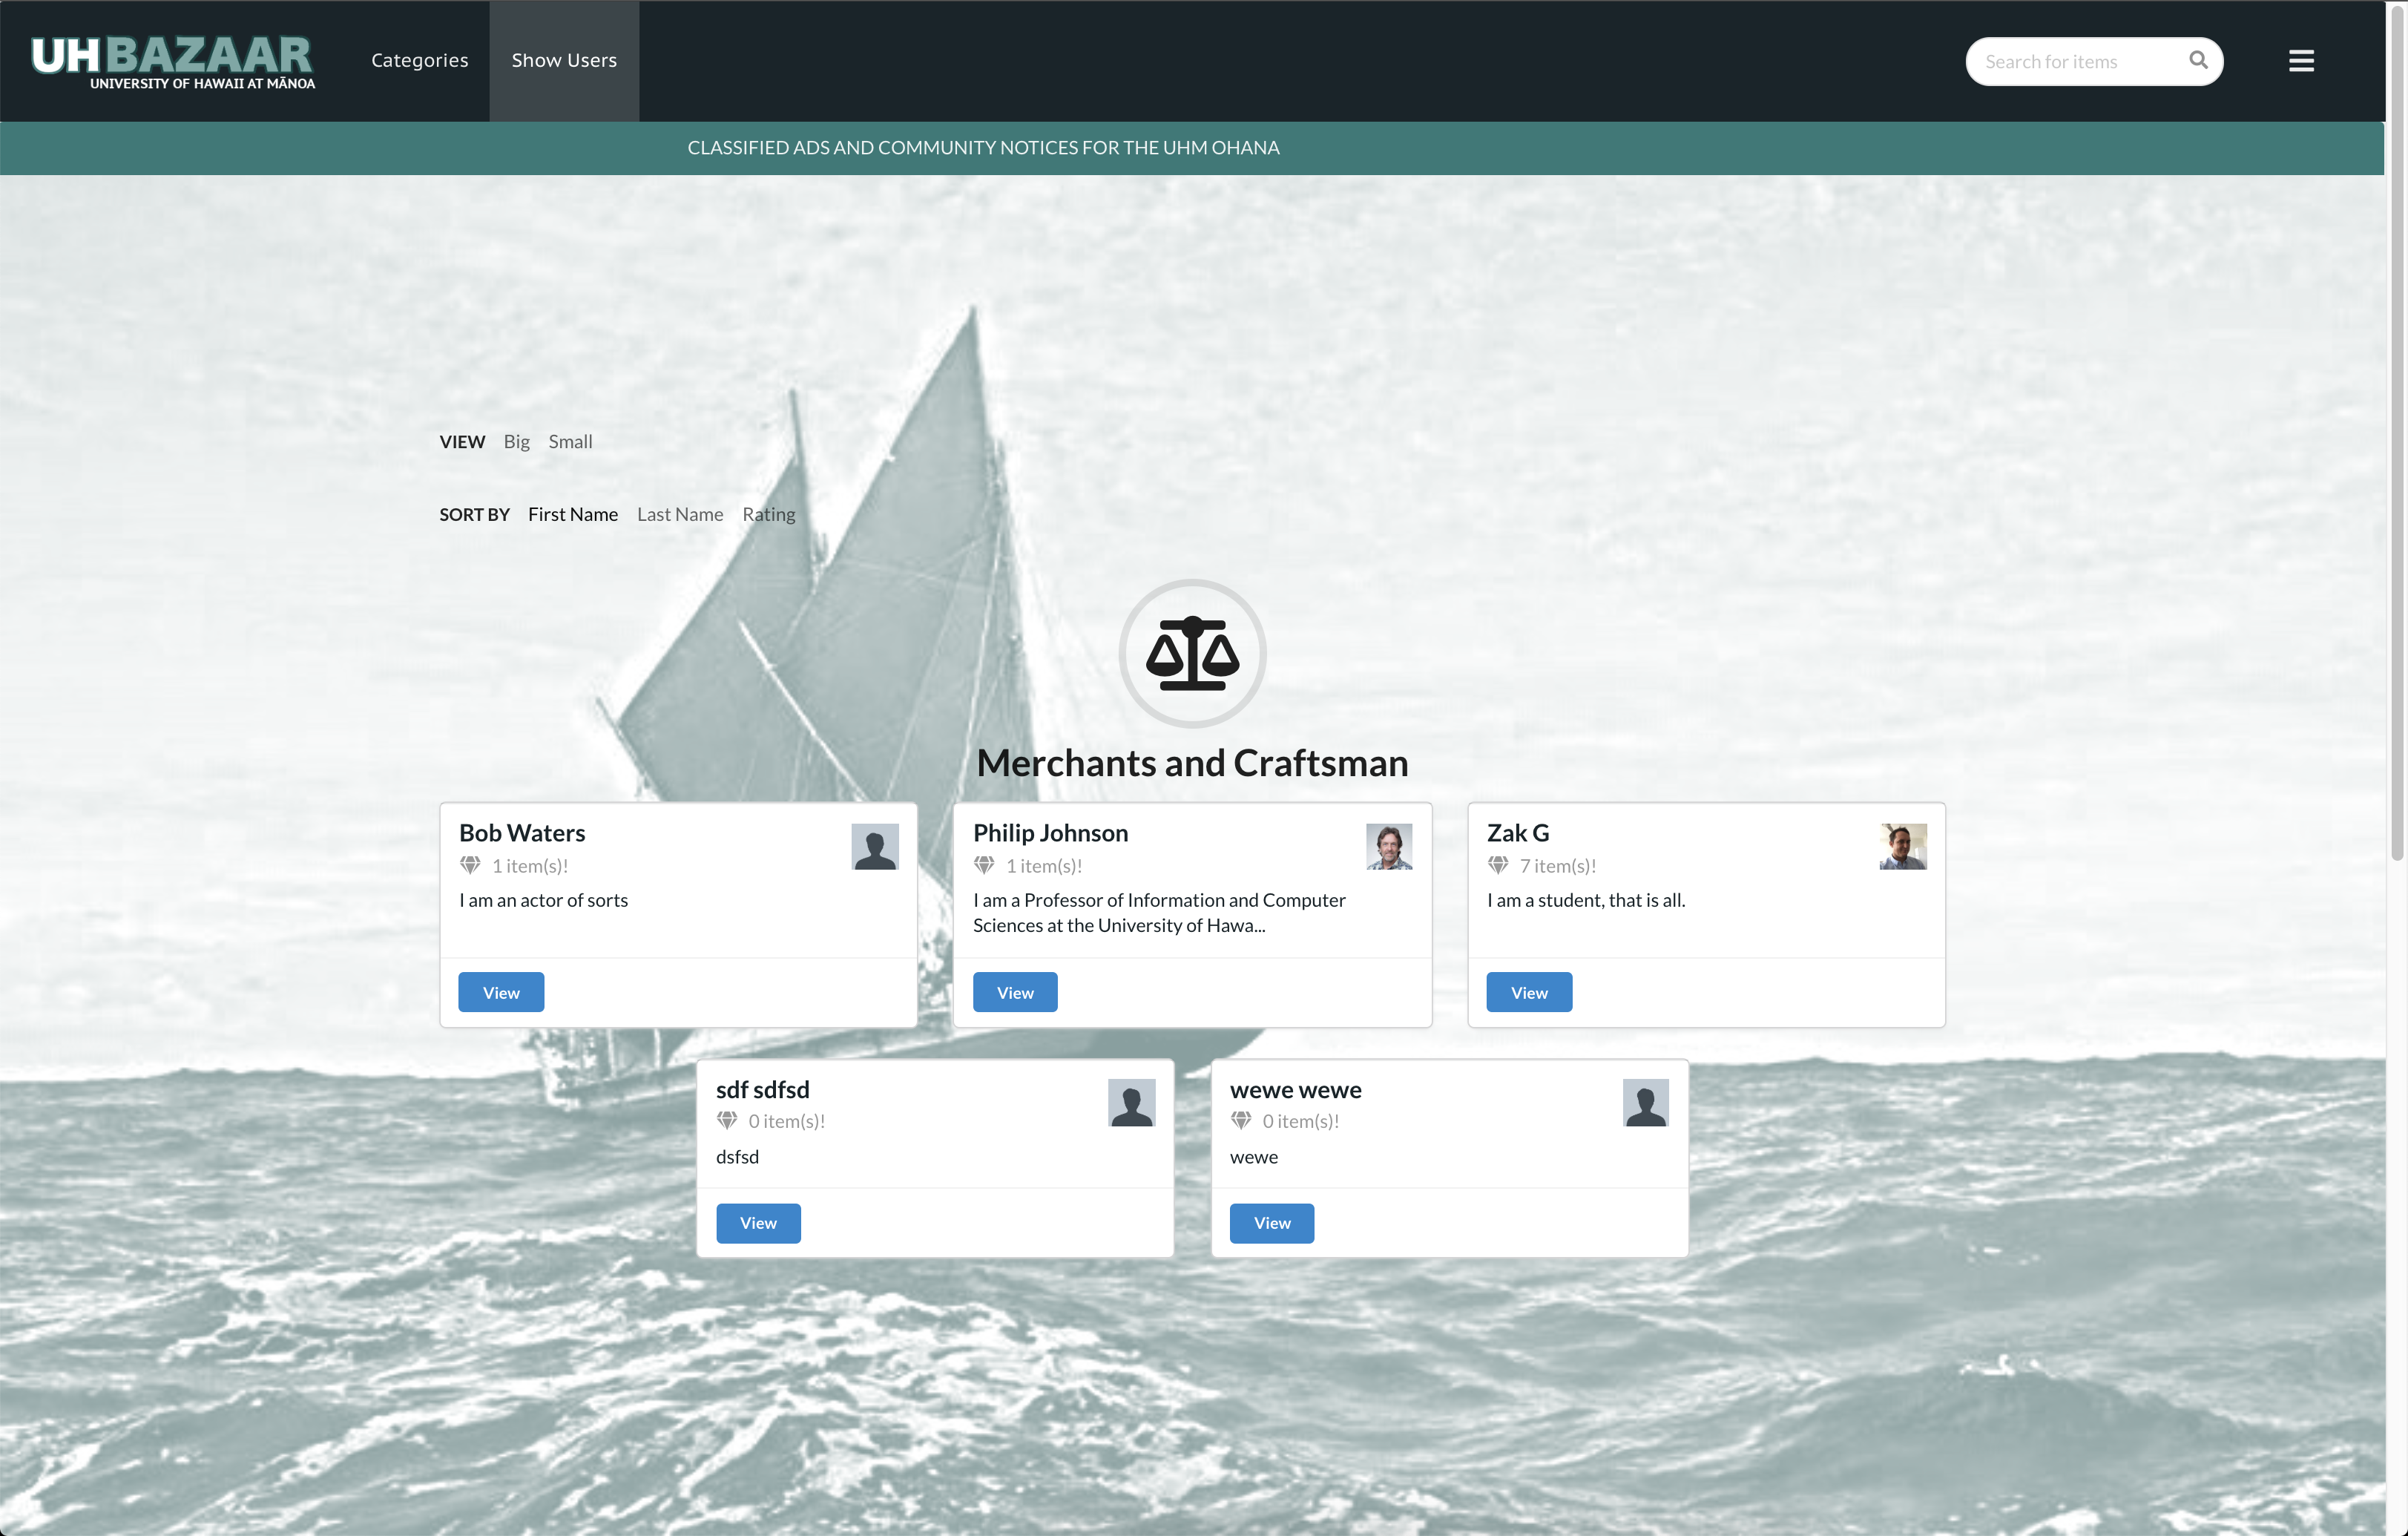 UHBAZAAR
UNIVERSITY OF HAWAII AT MĀNOA
Categories
Show Users
Search for items
CLASSIFIED ADS AND COMMUNITY NOTICES FOR THE UHM OHANA
VIEW Big Small
SORT BY First Name Last Name Rating
Merchants and Craftsman
Bob Waters
1 item(s)!
I am an actor of sorts
View
Philip Johnson
1 item(s)!
I am a Professor of Information and Computer
Sciences at the University of Hawa...
View
Zak G
7 item(s)!
I am a student, that is all.
View
sdf sdfsd
0 item(s)!
dsfsd
View
wewe wewe
0 item(s)!
wewe
View